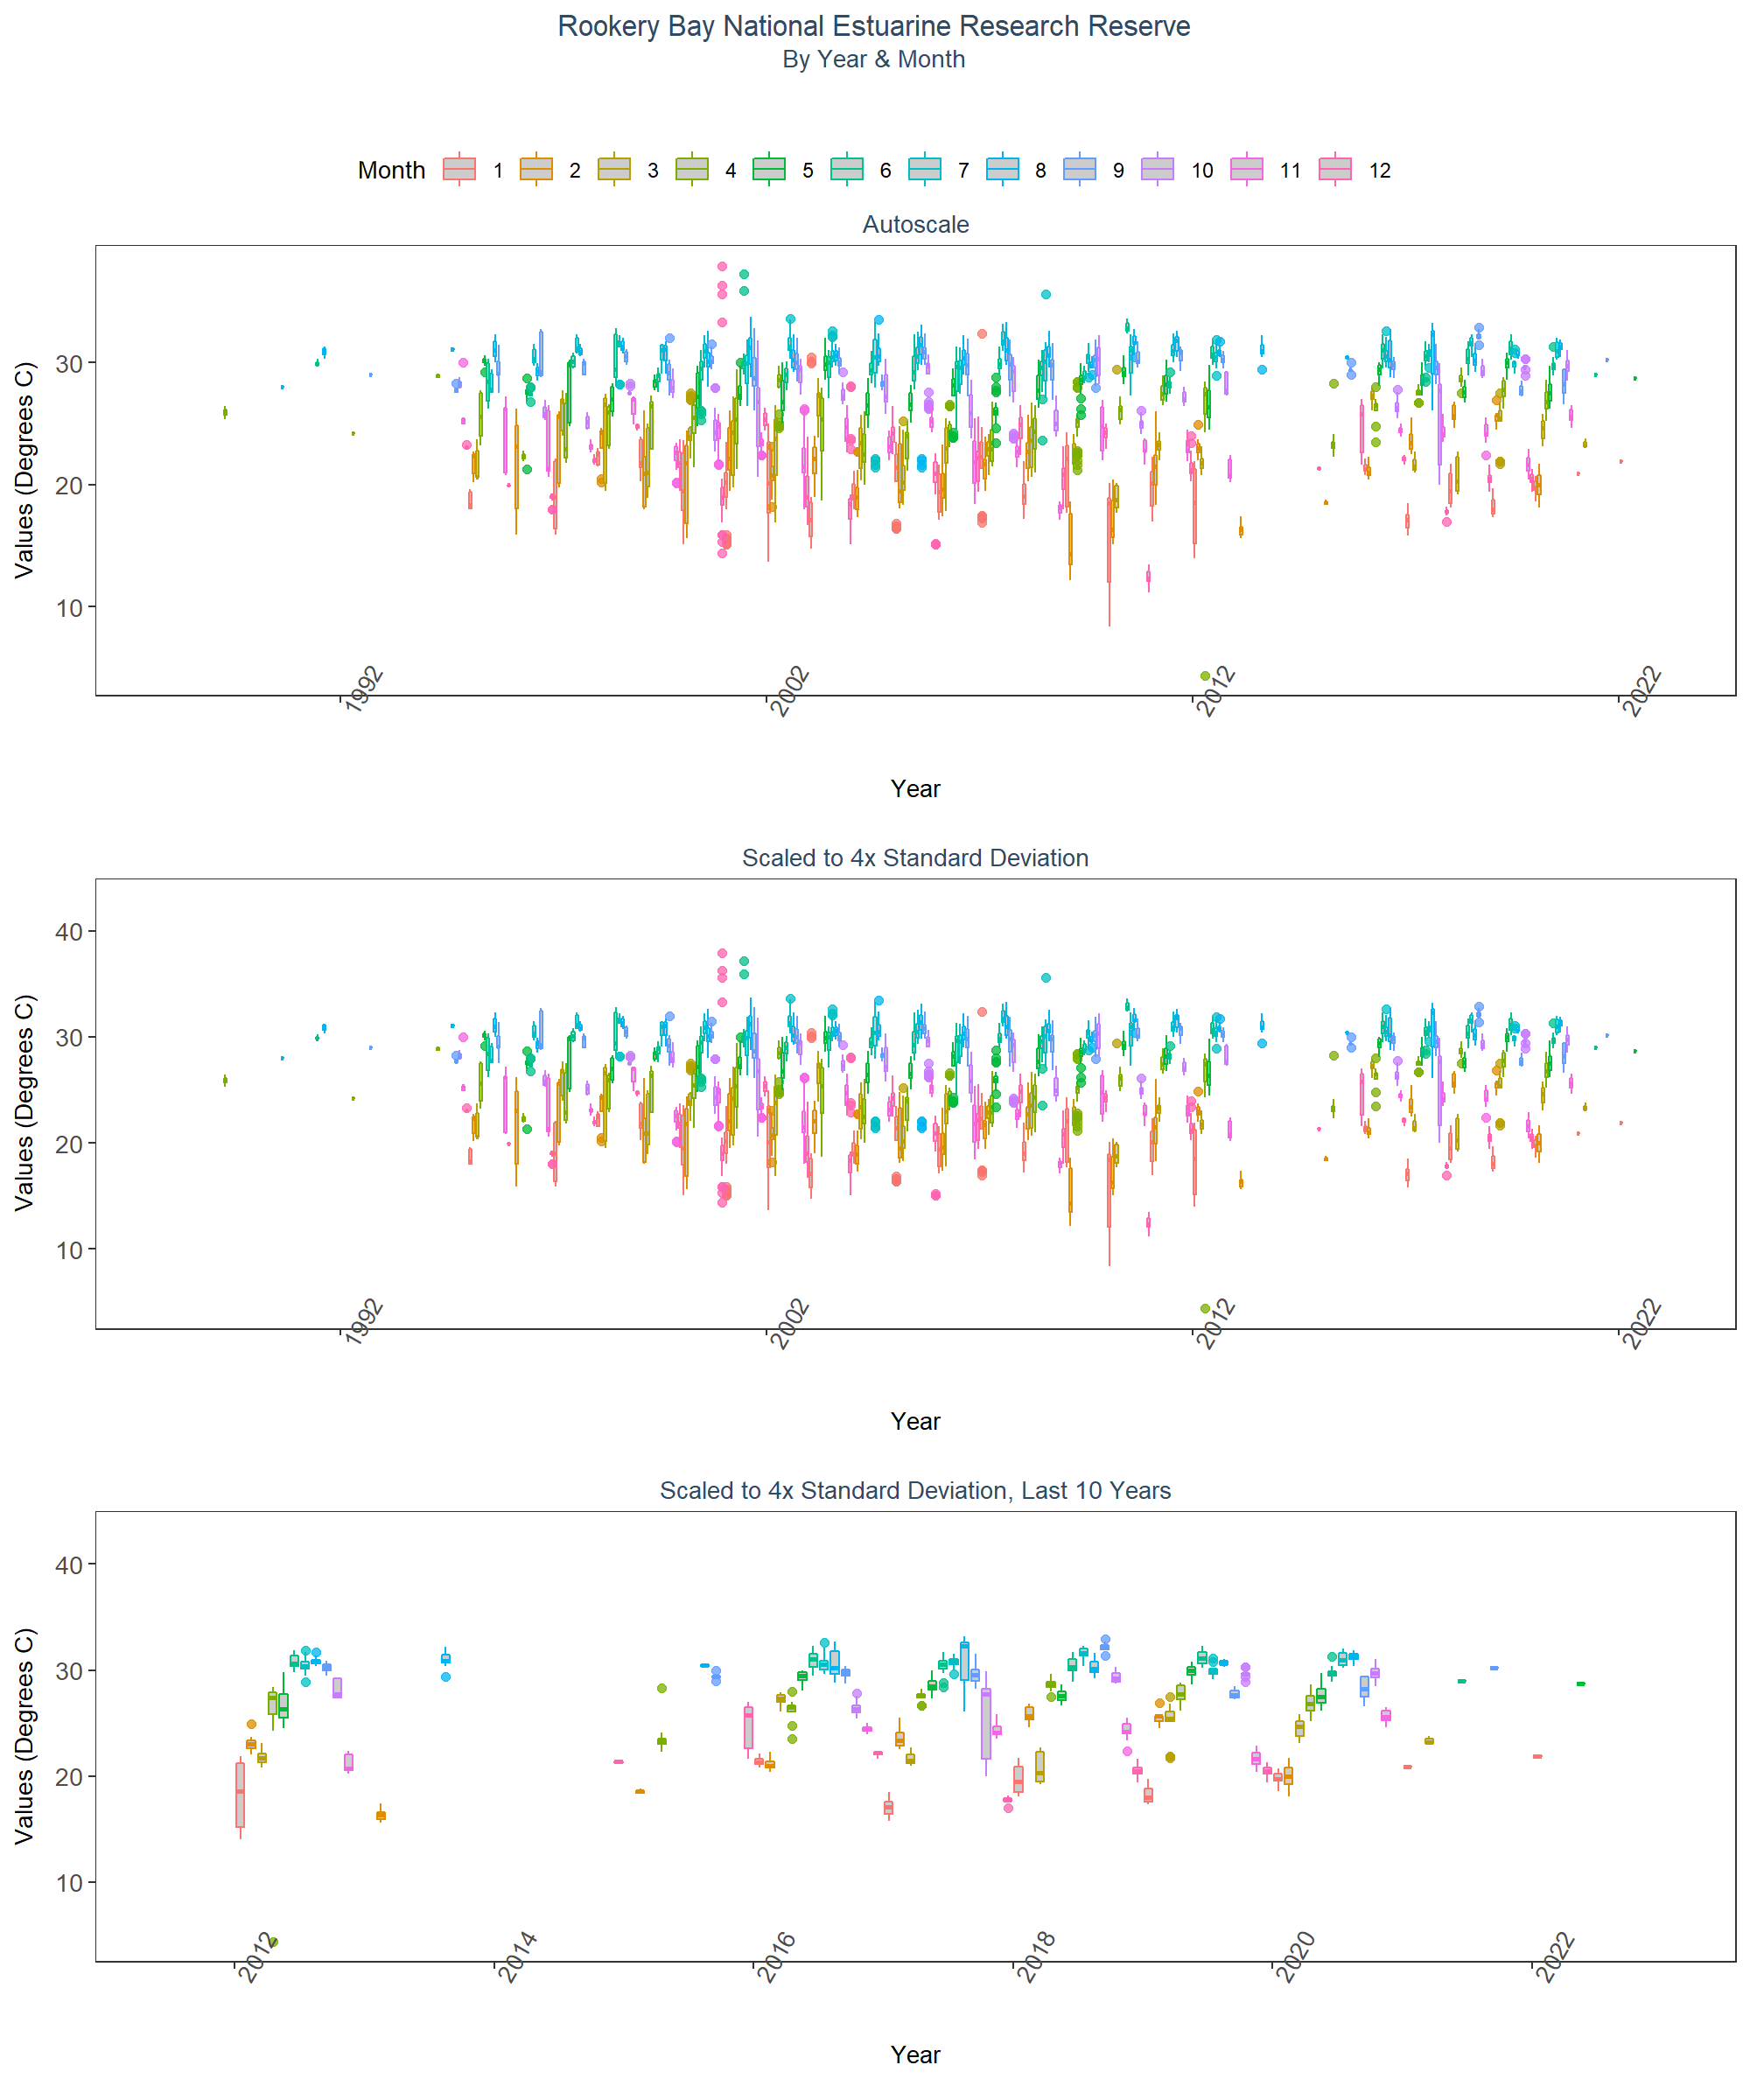 Rookery Bay National Estuarine Research Reserve
By Year & Month
Month 1 2 3 4 5 6 7 8 9 10 11 12
Autoscale
Values (Degrees C)
30
20
10
1992 2002 2012 2022
Year
Scaled to 4x Standard Deviation
Values (Degrees C)
40
30
20
10
1992 2002 2012 2022
Year
Scaled to 4x Standard Deviation, Last 10 Years
Values (Degrees C)
40
30
20
10
2012 2014 2016 2018 2020 2022
Year